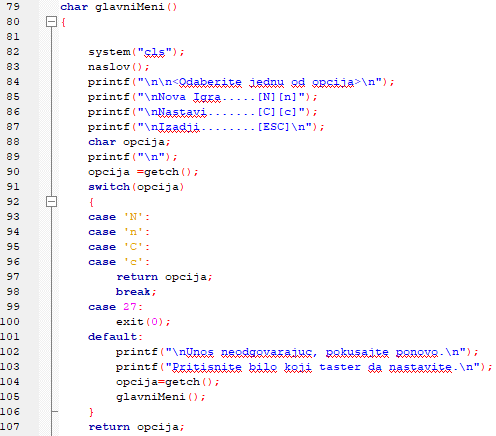 79 char glavniMeni()
80 {
81
82 system("cls");
83 naslov();
84 printf("\n\n<Odaberite jednu od opcija>\n");
85 printf("\nNova Igra.....[N][n]");
86 printf("\nNastavi.......[C][c]");
87 printf("\nIzadji........[ESC]\n");
88 char opcija;
89 printf("\n");
90 opcija =getch();
91 switch(opcija)
92 {
93 case 'N':
94 case 'n':
95 case 'C':
96 case 'c':
97 return opcija;
98 break;
99 case 27:
100 exit(0);
101 default:
102 printf("\nUnos neodgovarajuc, pokusajte ponovo.\n");
103 printf("Pritisnite bilo koji taster da nastavite.\n");
104 opcija=getch();
105 glavniMeni();
106 }
107 return opcija;